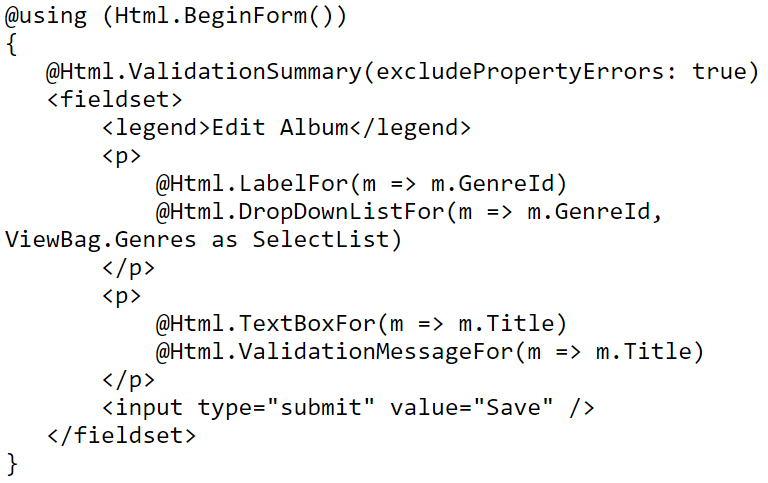 @using (Html.BeginForm())
{
   @Html.ValidationSummary(excludePropertyErrors: true)
   <fieldset>
       <legend>Edit Album</legend>
       <p>
           @Html.LabelFor(m => m.GenreId)
           @Html.DropDownListFor(m => m.GenreId,
ViewBag.Genres as SelectList)
       </p>
       <p>
           @Html.TextBoxFor(m => m.Title)
           @Html.ValidationMessageFor(m => m.Title)
       </p>
       <input type="submit" value="Save" />
   </fieldset>
}